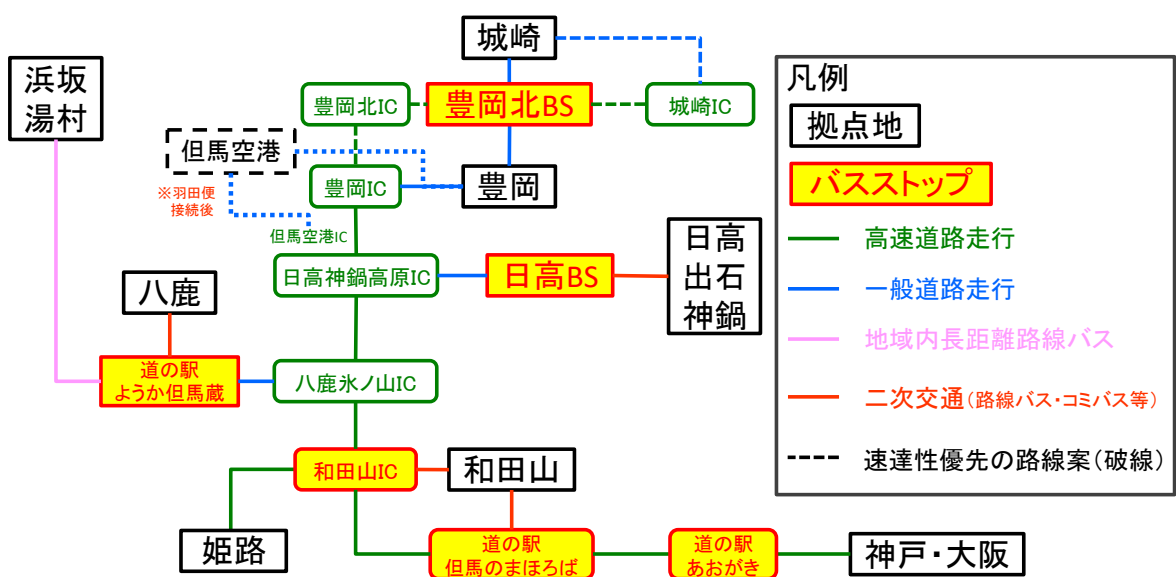 城崎
浜坂
湯村
豊岡北IC
豊岡北BS
城崎IC
但馬空港
※羽田便
接続後
豊岡IC
豊岡
但馬空港IC
日高神鍋高原IC
日高BS
日高
出石
神鍋
八鹿
道の駅
ようか但馬蔵
八鹿氷ノ山IC
和田山IC
和田山
姫路
道の駅
但馬のまほろば
道の駅
あおがき
神戸・大阪
凡例
拠点地
バスストップ
高速道路走行
一般道路走行
地域内長距離路線バス
二次交通(路線バス・コミバス等)
速達性優先の路線案(破線)